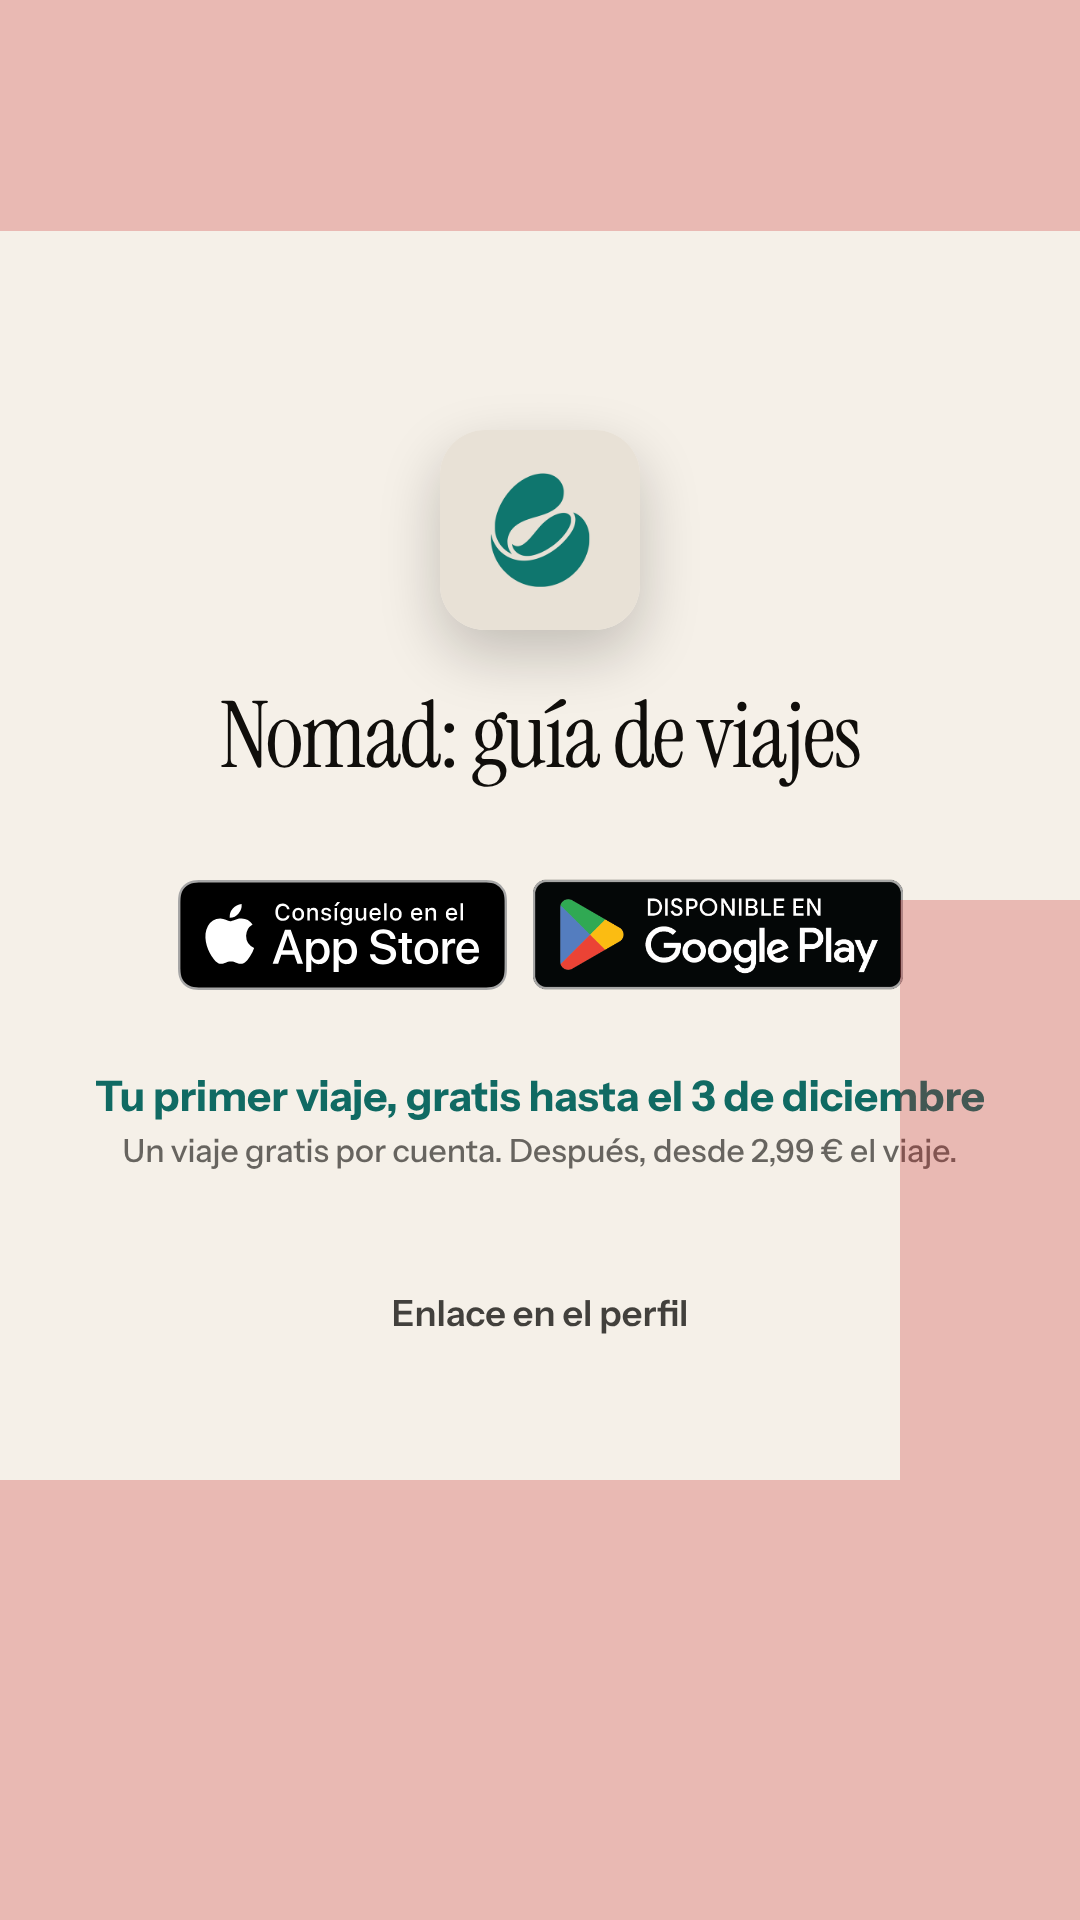 Nomad: guía de viajes
Consíguelo en el
App Store
DISPONIBLE EN
Google Play
Tu primer viaje, gratis hasta el 3 de diciembre
Un viaje gratis por cuenta. Después, desde 2,99 € el viaje.
Enlace en el perfil